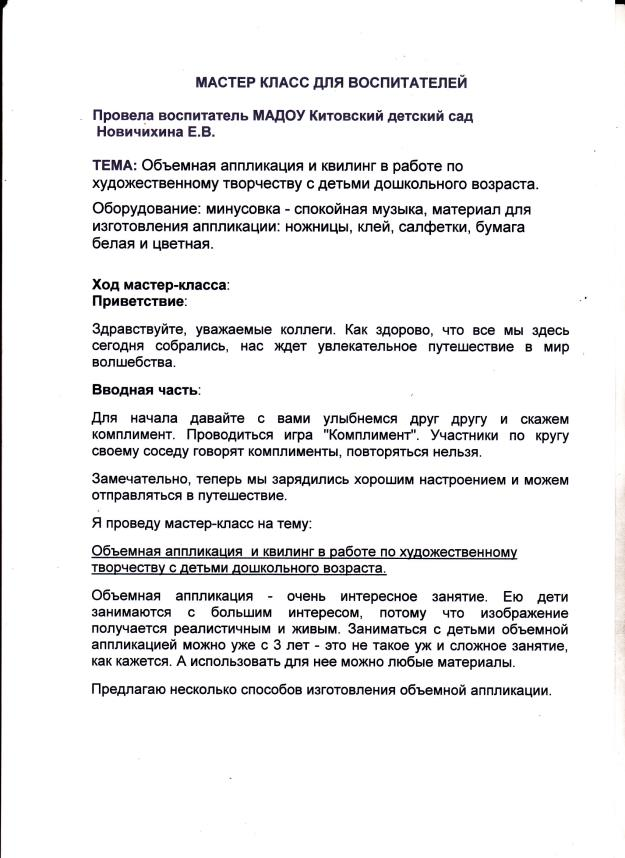 МАСТЕР КЛАСС ДЛЯ ВОСПИТАТЕЛЕЙ
Провела воспитатель МАДОУ Китовский детский сад
Новичихина Е.В.
ТЕМА: Объемная аппликация и квилинг в работе по
художественному творчеству с детьми дошкольного возраста.
Оборудование: минусовка - спокойная музыка, материал для
изготовления аппликации: ножницы, клей, салфетки, бумага
белая и цветная.
Ход мастер-класса:
Приветствие:
Здравствуйте, уважаемые коллеги. Как здорово, что все мы здесь
сегодня собрались, нас ждет увлекательное путешествие в мир
волшебства.
Вводная часть:
Для начала давайте с вами улыбнемся друг другу и скажем
комплимент. Проводиться игра "Комплимент". Участники по кругу
своему соседу говорят комплименты, повторяться нельзя.
Замечательно, теперь мы зарядились хорошим настроением и можем
отправляться в путешествие.
Я проведу мастер-класс на тему:
Объемная аппликация и квилинг в работе по художественному
творчеству с детьми дошкольного возраста.
Объемная аппликация - очень интересное занятие. Ею дети
занимаются с большим интересом, потому что изображение
получается реалистичным и живым. Заниматься с детьми объемной
аппликацией можно уже с 3 лет - это не такое уж и сложное занятие,
как кажется. А использовать для нее можно любые материалы.
Предлагаю несколько способов изготовления объемной аппликации.